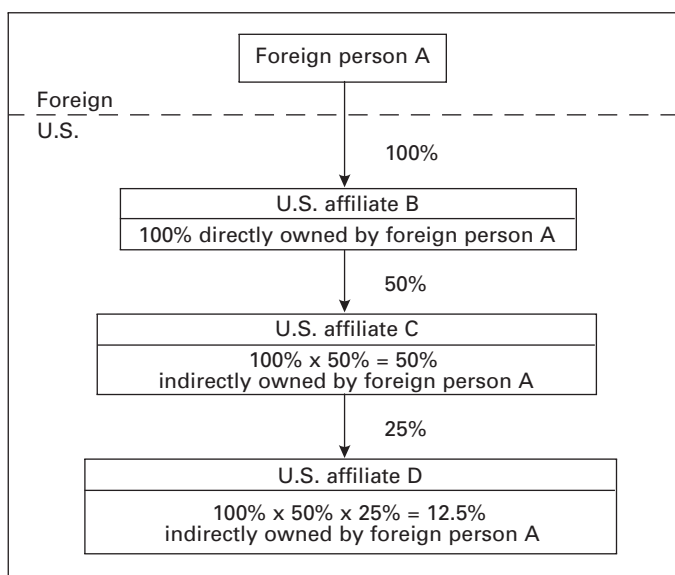 Foreign person A
Foreign
U.S.
100%
U.S. affiliate B
100% directly owned by foreign person A
50%
U.S. affiliate C
100% x 50% = 50%
indirectly owned by foreign person A
25%
U.S. affiliate D
100% x 50% x 25% = 12.5%
indirectly owned by foreign person A